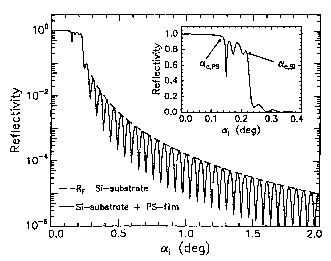 Reflectivity
10⁰
10⁻²
10⁻⁴
10⁻⁶
0.0
0.5
1.0
1.5
2.0
αᵢ (deg)
--R_F Si-substrate
—Si-substrate + PS-film
Reflectivity
1.0
0.8
0.6
0.4
0.2
0.0
0.0
0.1
0.2
0.3
0.4
αᵢ (deg)
α_c,PS
α_c,Si